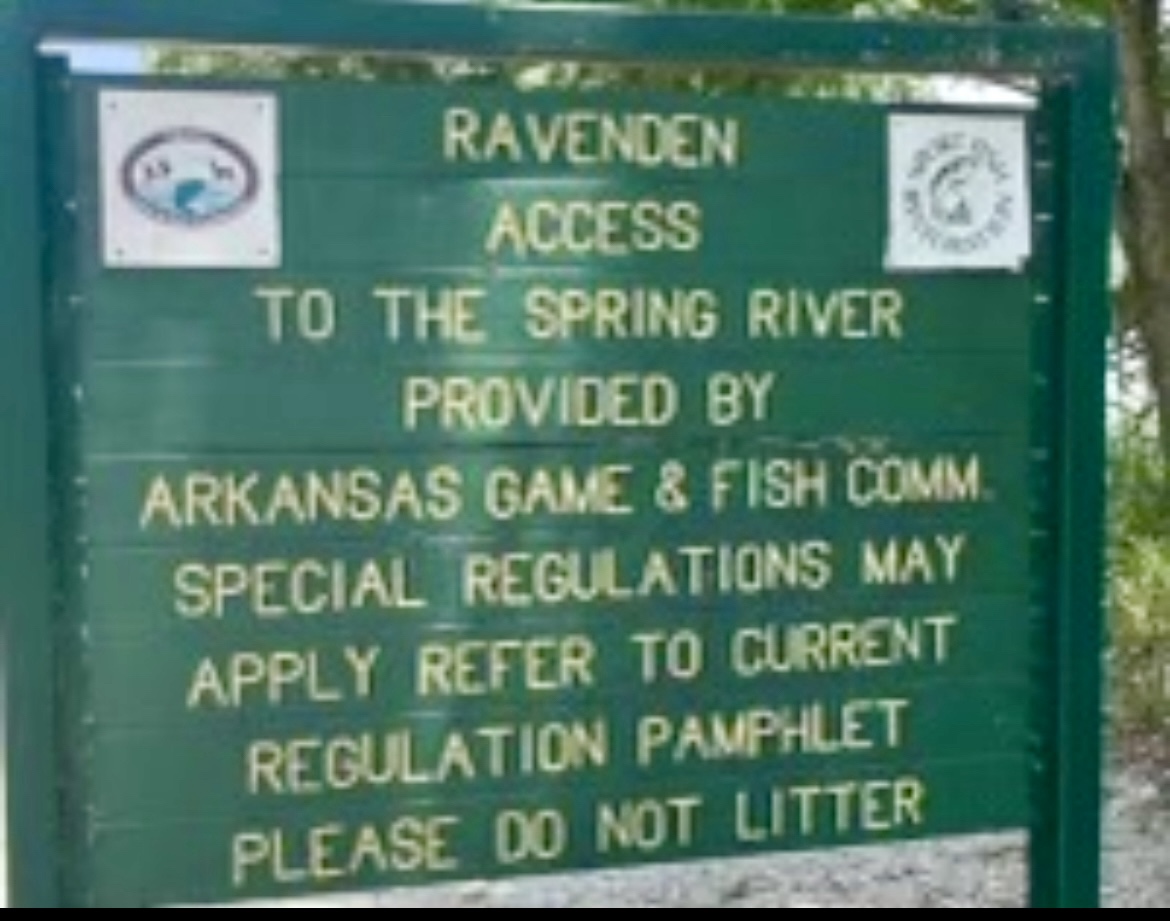 RAVENDEN
ACCESS
TO THE SPRING RIVER
PROVIDED BY
ARKANSAS GAME & FISH COMM.
SPECIAL REGULATIONS MAY
APPLY REFER TO CURRENT
REGULATION PAMPHLET
PLEASE DO NOT LITTER